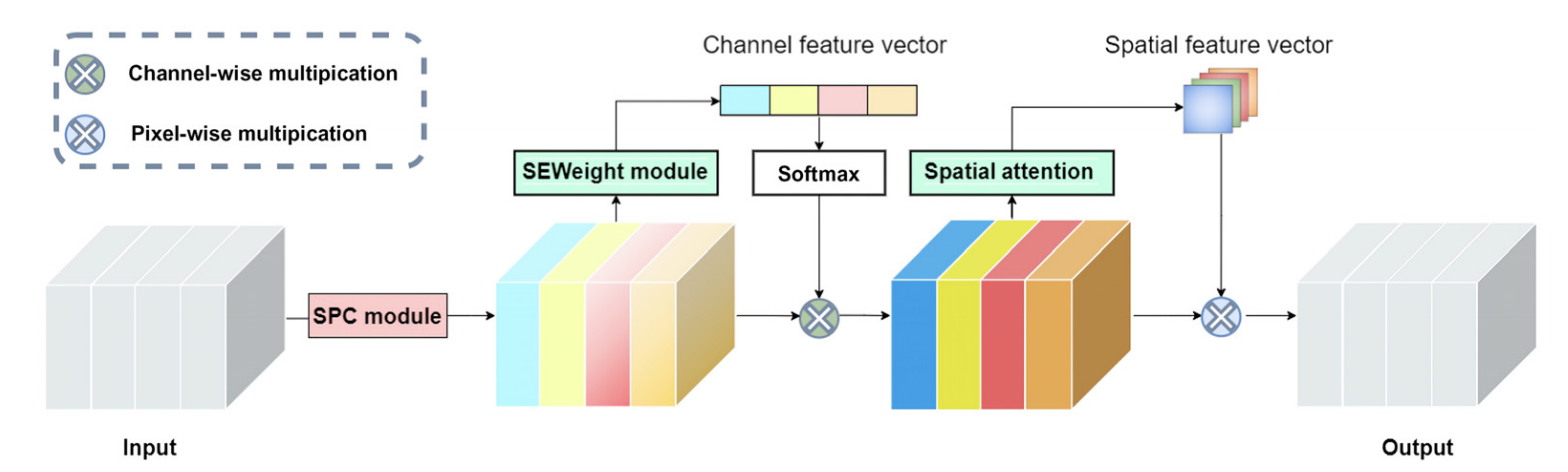 Channel feature vector
Spatial feature vector
Channel-wise multipication
Pixel-wise multipication
SEWeight module
Softmax
Spatial attention
SPC module
Input
Output